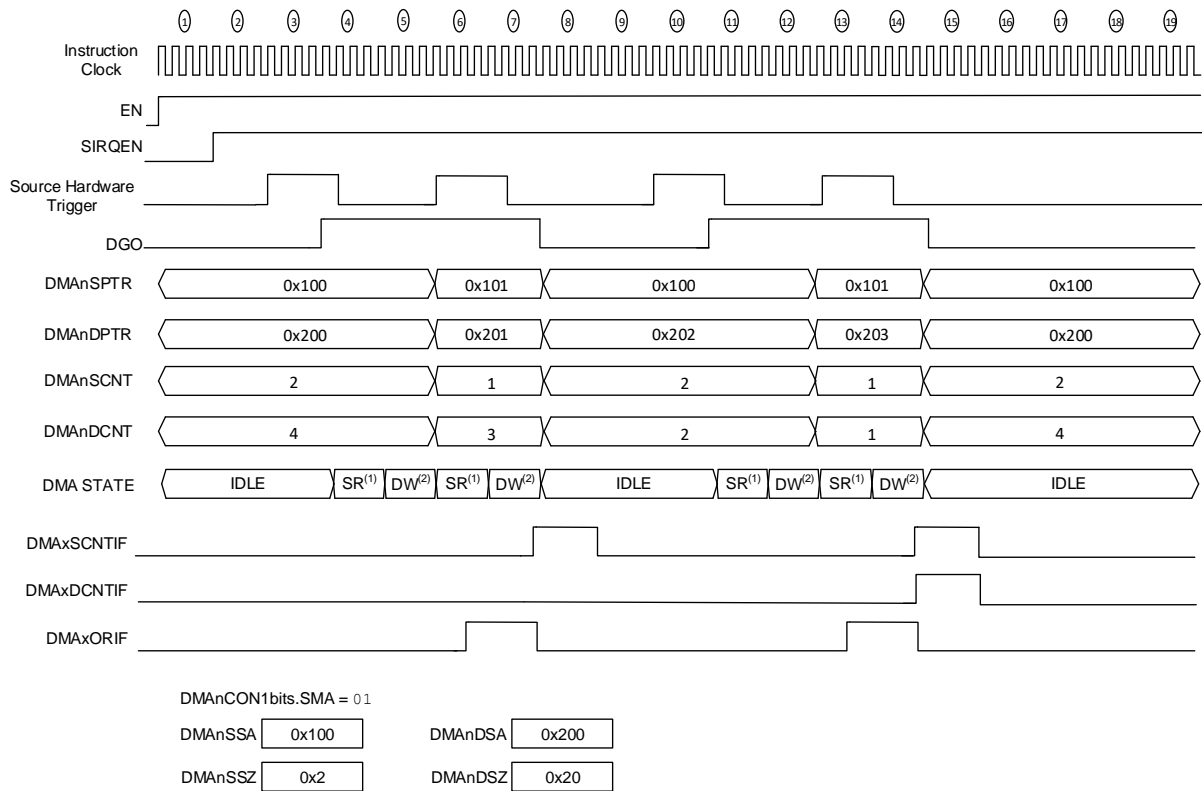 1 2 3 4 5 6 7 8 9 10 11 12 13 14 15 16 17 18 19
Instruction
Clock
EN
SIRQEN
Source Hardware
Trigger
DGO
DMAnSPTR 0x100 0x101 0x100 0x101 0x100
DMAnDPTR 0x200 0x201 0x202 0x203 0x200
DMAnSCNT 2 1 2 1 2
DMAnDCNT 4 3 2 1 4
DMA STATE IDLE SR(1) DW(2) SR(1) DW(2) IDLE SR(1) DW(2) SR(1) DW(2) IDLE
DMAxSCNTIF
DMAxDCNTIF
DMAxORIF
DMAnCON1bits.SMA = 01
DMAnSSA 0x100 DMAnDSA 0x200
DMAnSSZ 0x2 DMAnDSZ 0x20